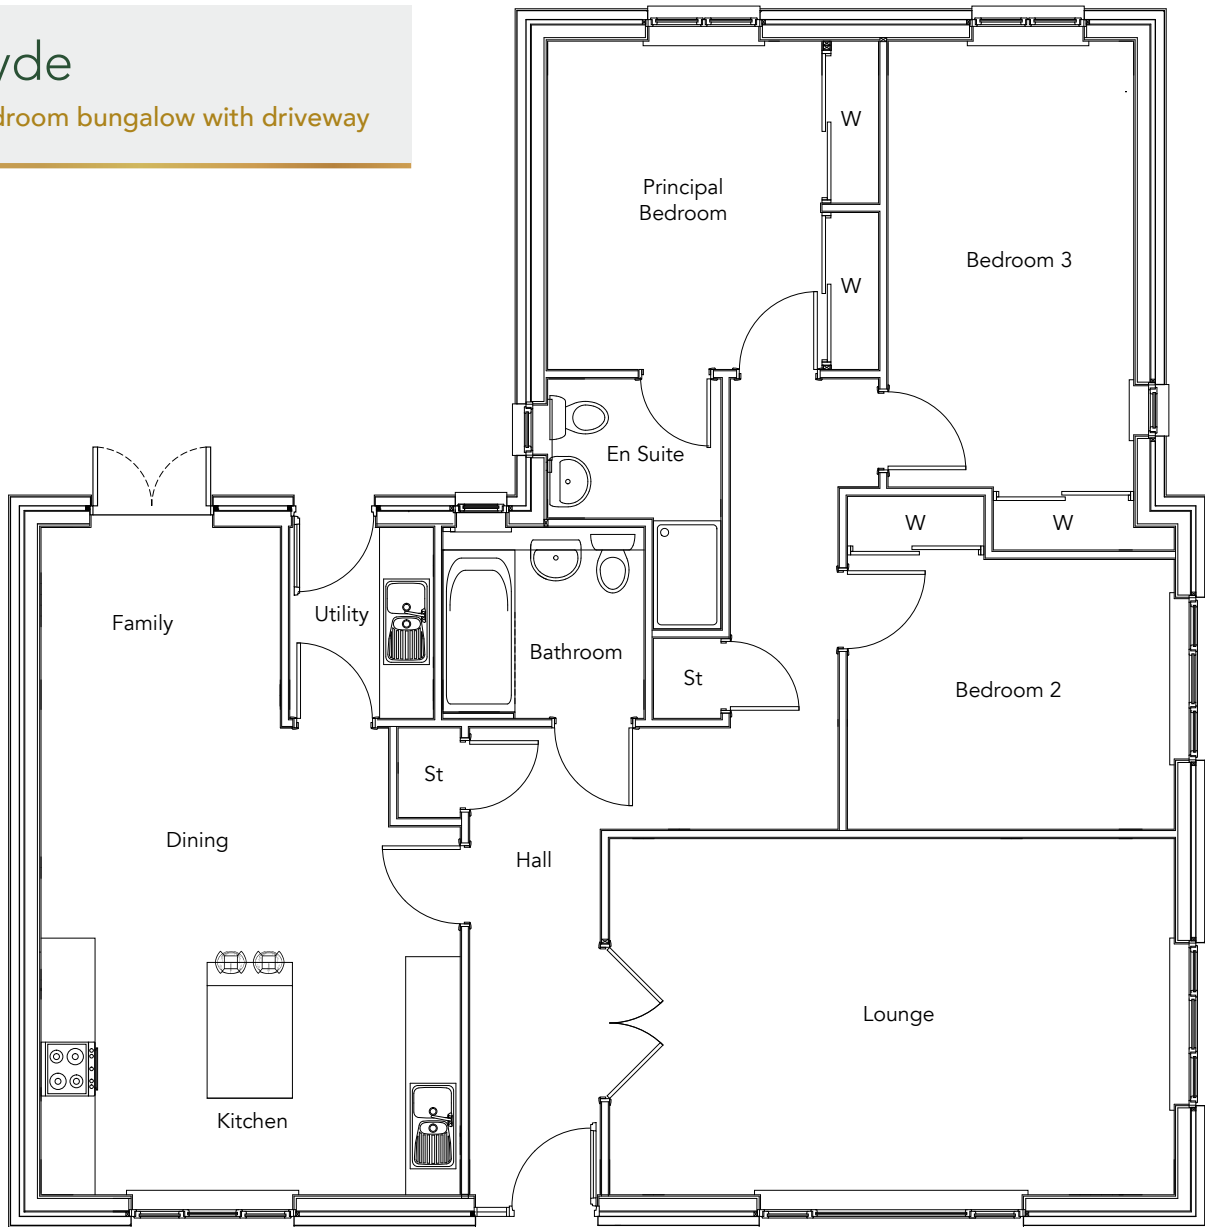 yde
droom bungalow with driveway
W
Principal
Bedroom
Bedroom 3
W
En Suite
W
W
Family
Utility
Bathroom
St
Bedroom 2
St
Dining
Hall
Lounge
Kitchen